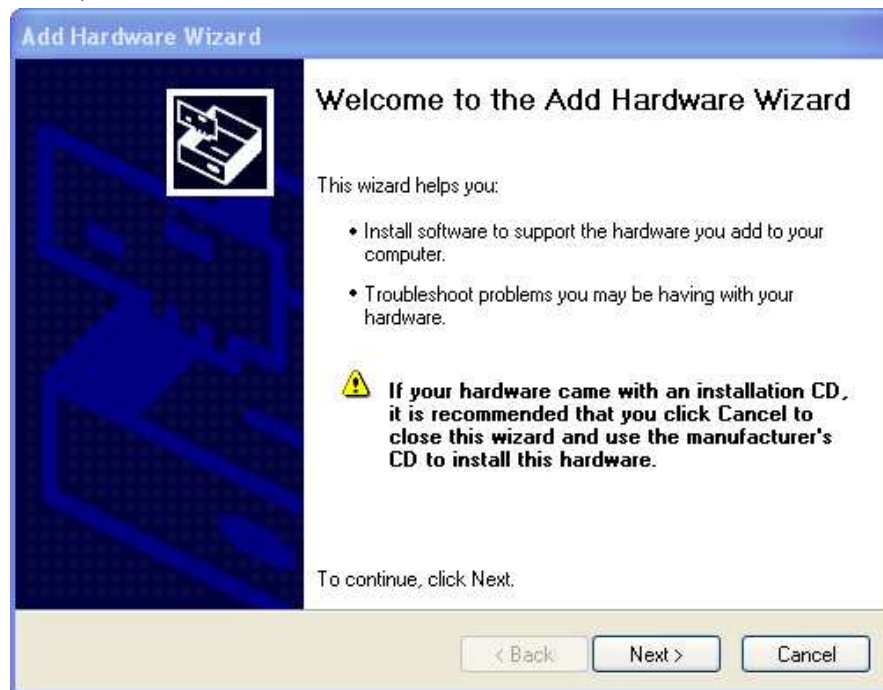 Add Hardware Wizard
Welcome to the Add Hardware Wizard
This wizard helps you:
• Install software to support the hardware you add to your
computer.
• Troubleshoot problems you may be having with your
hardware.
If your hardware came with an installation CD,
it is recommended that you click Cancel to
close this wizard and use the manufacturer's
CD to install this hardware.
To continue, click Next.
< Back Next > Cancel